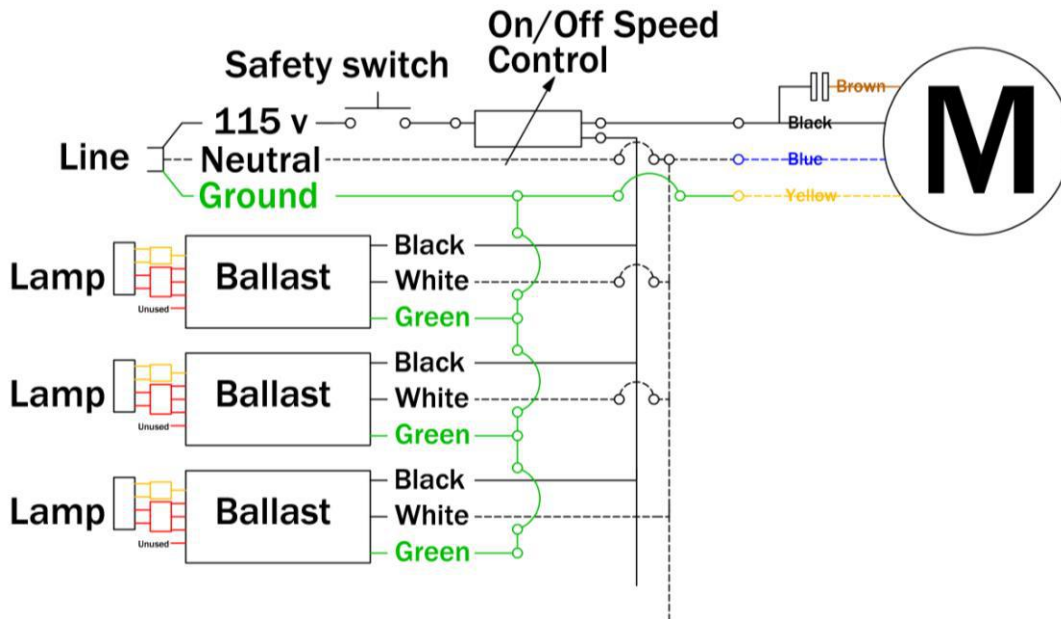 On/Off Speed
Control
Safety switch
Brown
115 v
Black
M
Line
Neutral
Blue
Ground
Yellow
Black
Lamp
Ballast
White
Unused
Green
Black
Lamp
Ballast
White
Unused
Green
Black
Lamp
Ballast
White
Unused
Green